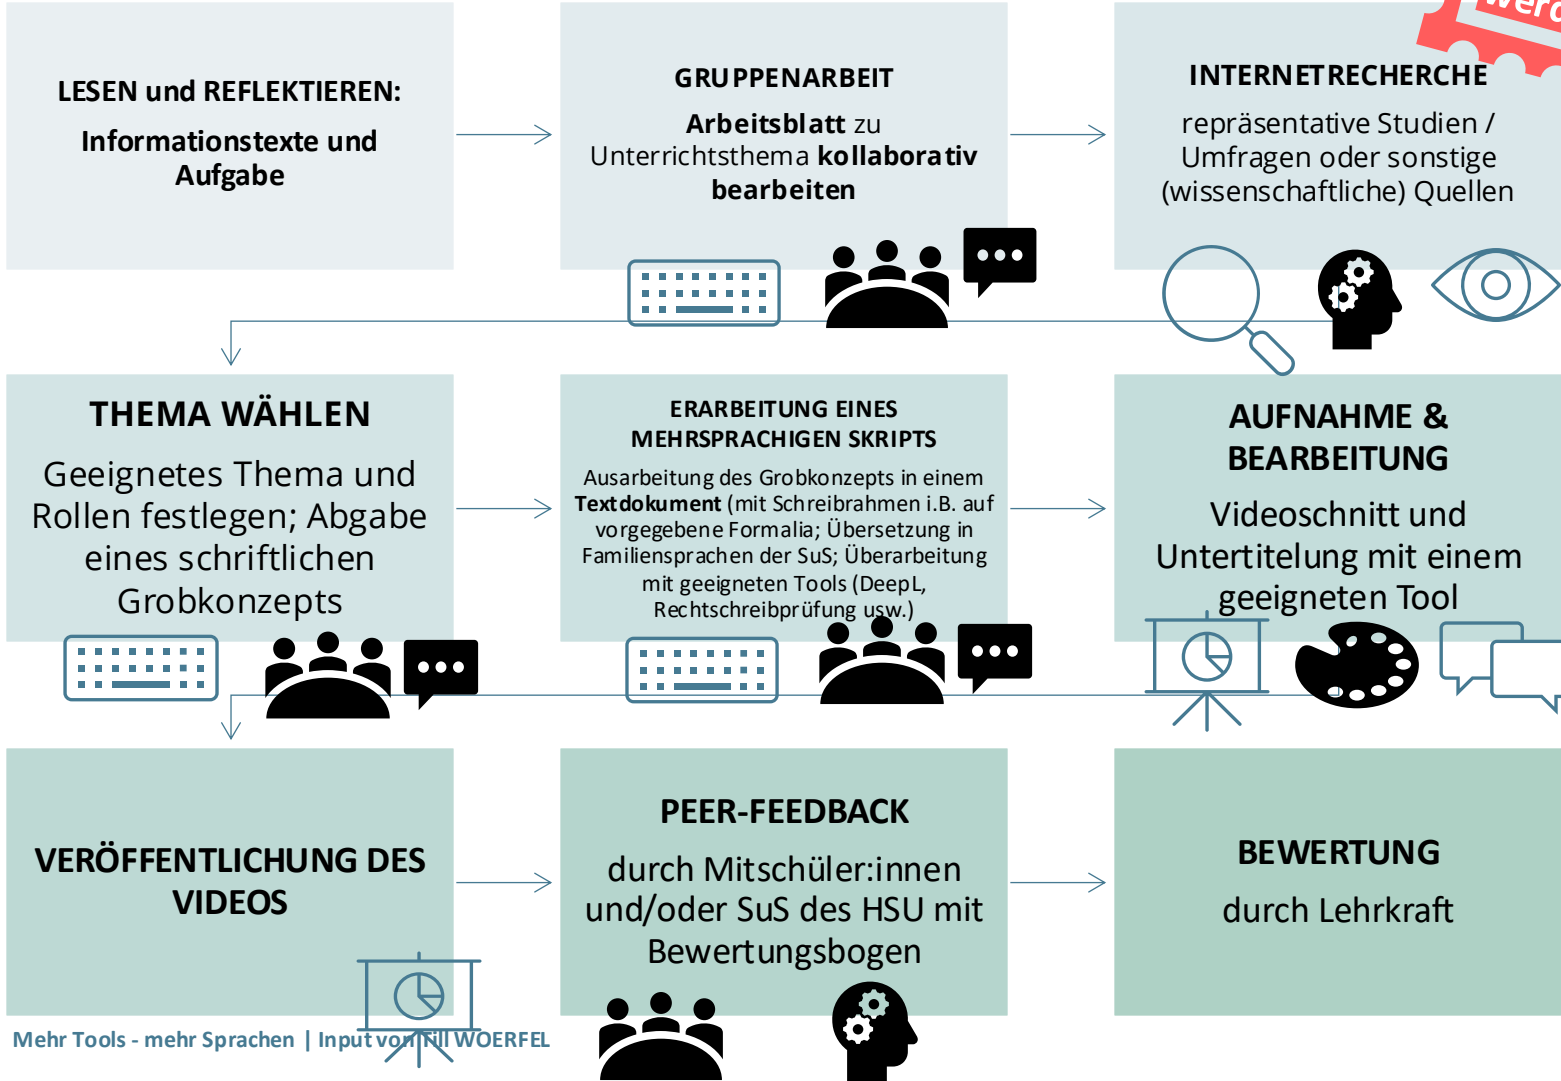 LESEN und REFLEKTIEREN:
Informationstexte und
Aufgabe
GRUPPENARBEIT
Arbeitsblatt zu
Unterrichtsthema kollaborativ
bearbeiten
INTERNETRECHERCHE
repräsentative Studien /
Umfragen oder sonstige
(wissenschaftliche) Quellen
THEMA WÄHLEN
Geeignetes Thema und
Rollen festlegen; Abgabe
eines schriftlichen
Grobkonzepts
ERARBEITUNG EINES
MEHRSPRACHIGEN SKRIPTS
Ausarbeitung des Grobkonzepts in einem
Textdokument (mit Schreibrahmen i.B. auf
vorgegebene Formalia; Übersetzung in
Familiensprachen der SuS; Überarbeitung
mit geeigneten Tools (DeepL,
Rechtschreibprüfung usw.)
AUFNAHME &
BEARBEITUNG
Videoschnitt und
Untertitelung mit einem
geeigneten Tool
VERÖFFENTLICHUNG DES
VIDEOS
PEER-FEEDBACK
durch Mitschüler:innen
und/oder SuS des HSU mit
Bewertungsbogen
BEWERTUNG
durch Lehrkraft
Mehr Tools - mehr Sprachen | Input von Till WOERFEL